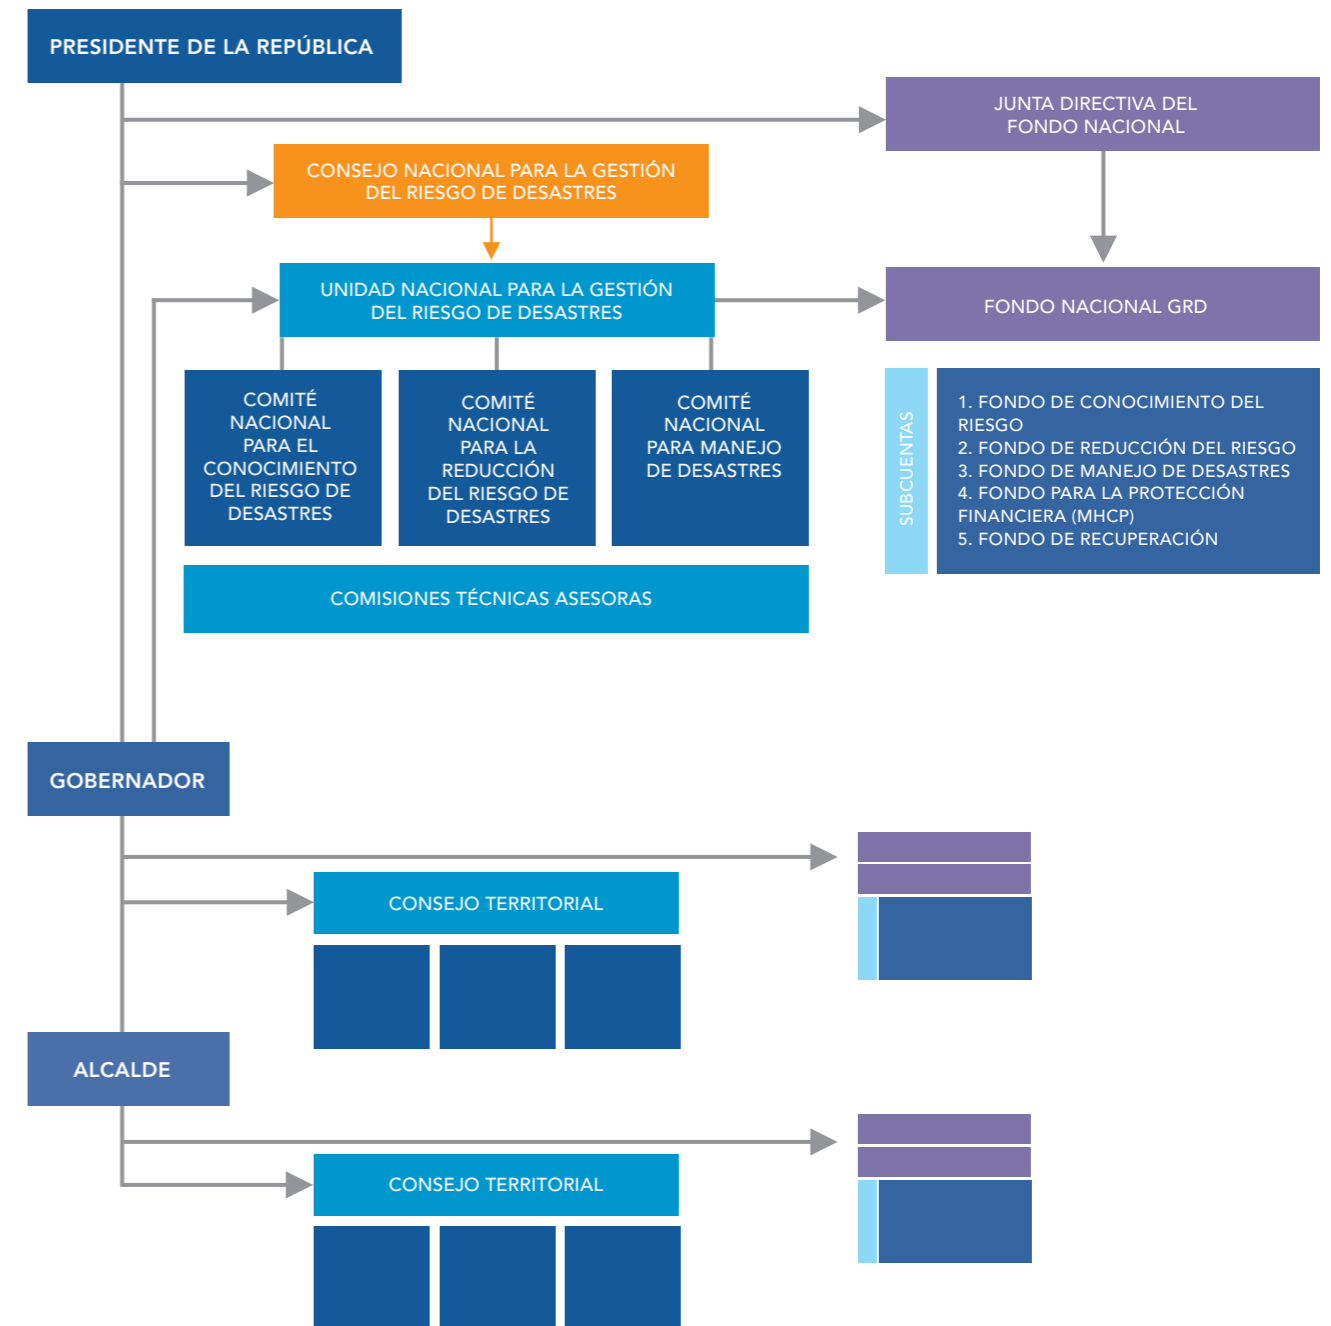 PRESIDENTE DE LA REPÚBLICA
JUNTA DIRECTIVA DEL
FONDO NACIONAL
CONSEJO NACIONAL PARA LA GESTIÓN
DEL RIESGO DE DESASTRES
UNIDAD NACIONAL PARA LA GESTIÓN
DEL RIESGO DE DESASTRES
FONDO NACIONAL GRD
COMITÉ
NACIONAL
PARA EL
CONOCIMIENTO
DEL RIESGO DE
DESASTRES
COMITÉ
NACIONAL
PARA LA
REDUCCIÓN
DEL RIESGO DE
DESASTRES
COMITÉ
NACIONAL
PARA MANEJO
DE DESASTRES
SUBCUENTAS
1. FONDO DE CONOCIMIENTO DEL
RIESGO
2. FONDO DE REDUCCIÓN DEL RIESGO
3. FONDO DE MANEJO DE DESASTRES
4. FONDO PARA LA PROTECCIÓN
FINANCIERA (MHCP)
5. FONDO DE RECUPERACIÓN
COMISIONES TÉCNICAS ASESORAS
GOBERNADOR
CONSEJO TERRITORIAL
ALCALDE
CONSEJO TERRITORIAL